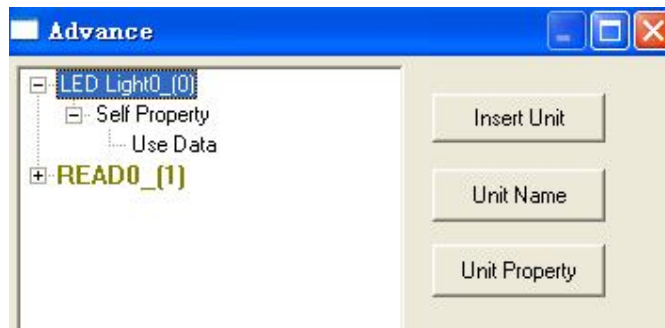 Advance
LED Light0_(0)
Self Property
Use Data
READ0_(1)
Insert Unit
Unit Name
Unit Property